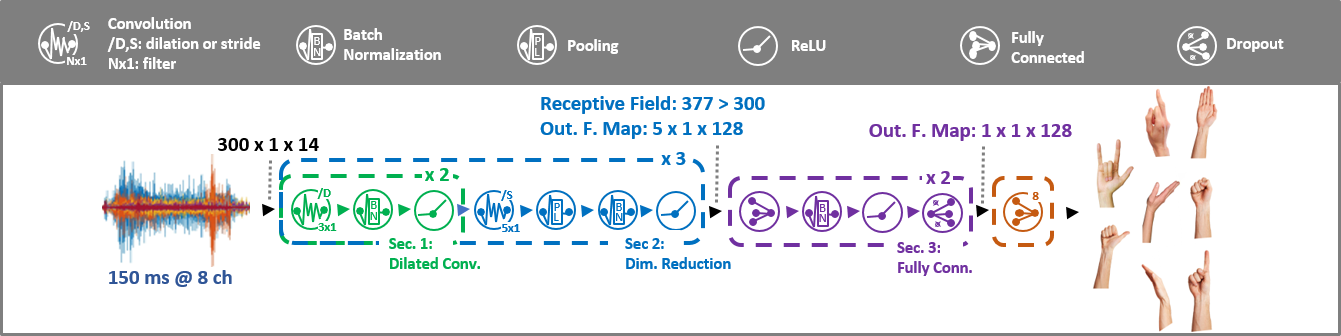 /D,S
Nx1
Convolution
/D,S: dilation or stride
Nx1: filter
BN
Batch
Normalization
PL
Pooling
ReLU
Fully
Connected
Dropout
Receptive Field: 377 > 300
Out. F. Map: 5 x 1 x 128
Out. F. Map: 1 x 1 x 128
300 x 1 x 14
x 3
x 2
x 2
/D
3x1
BN
/S
5x1
PL
BN
BN
8
Sec. 1:
Dilated Conv.
Sec 2:
Dim. Reduction
Sec. 3:
Fully Conn.
150 ms @ 8 ch